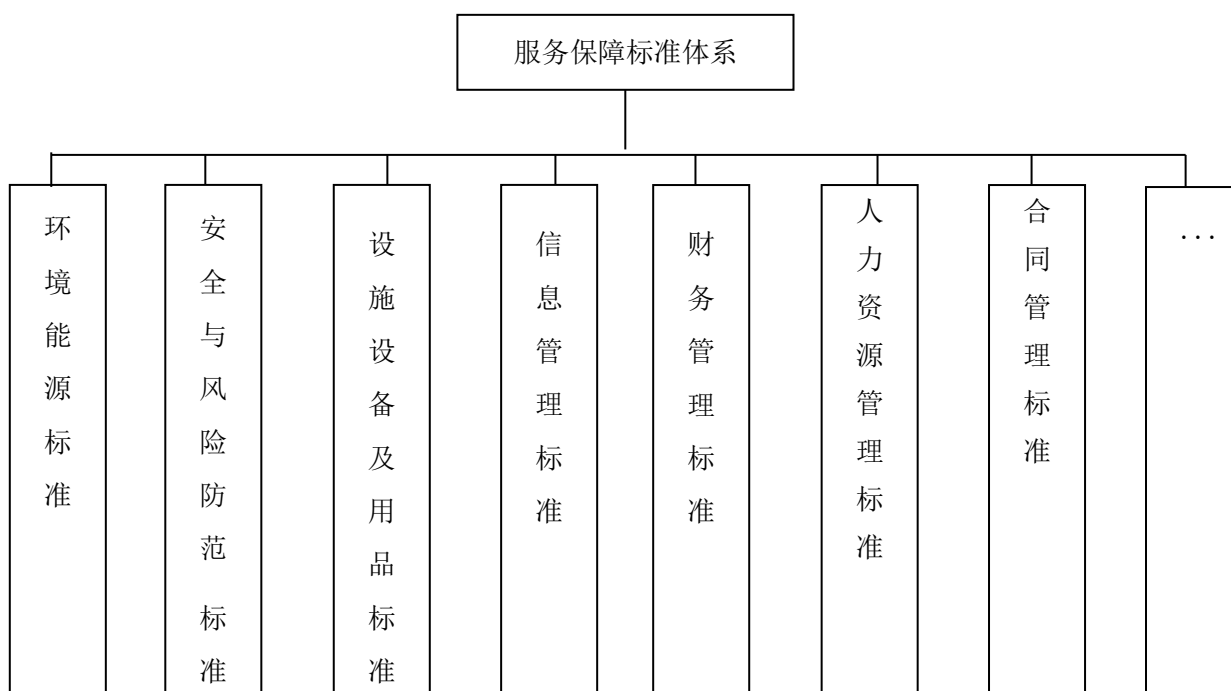 服务保障标准体系
环境能源标准
安全与风险防范 标准
设施设备及用品标准
信息管理标准
财务管理标准
人力资源管理标准
合同管理标准
...